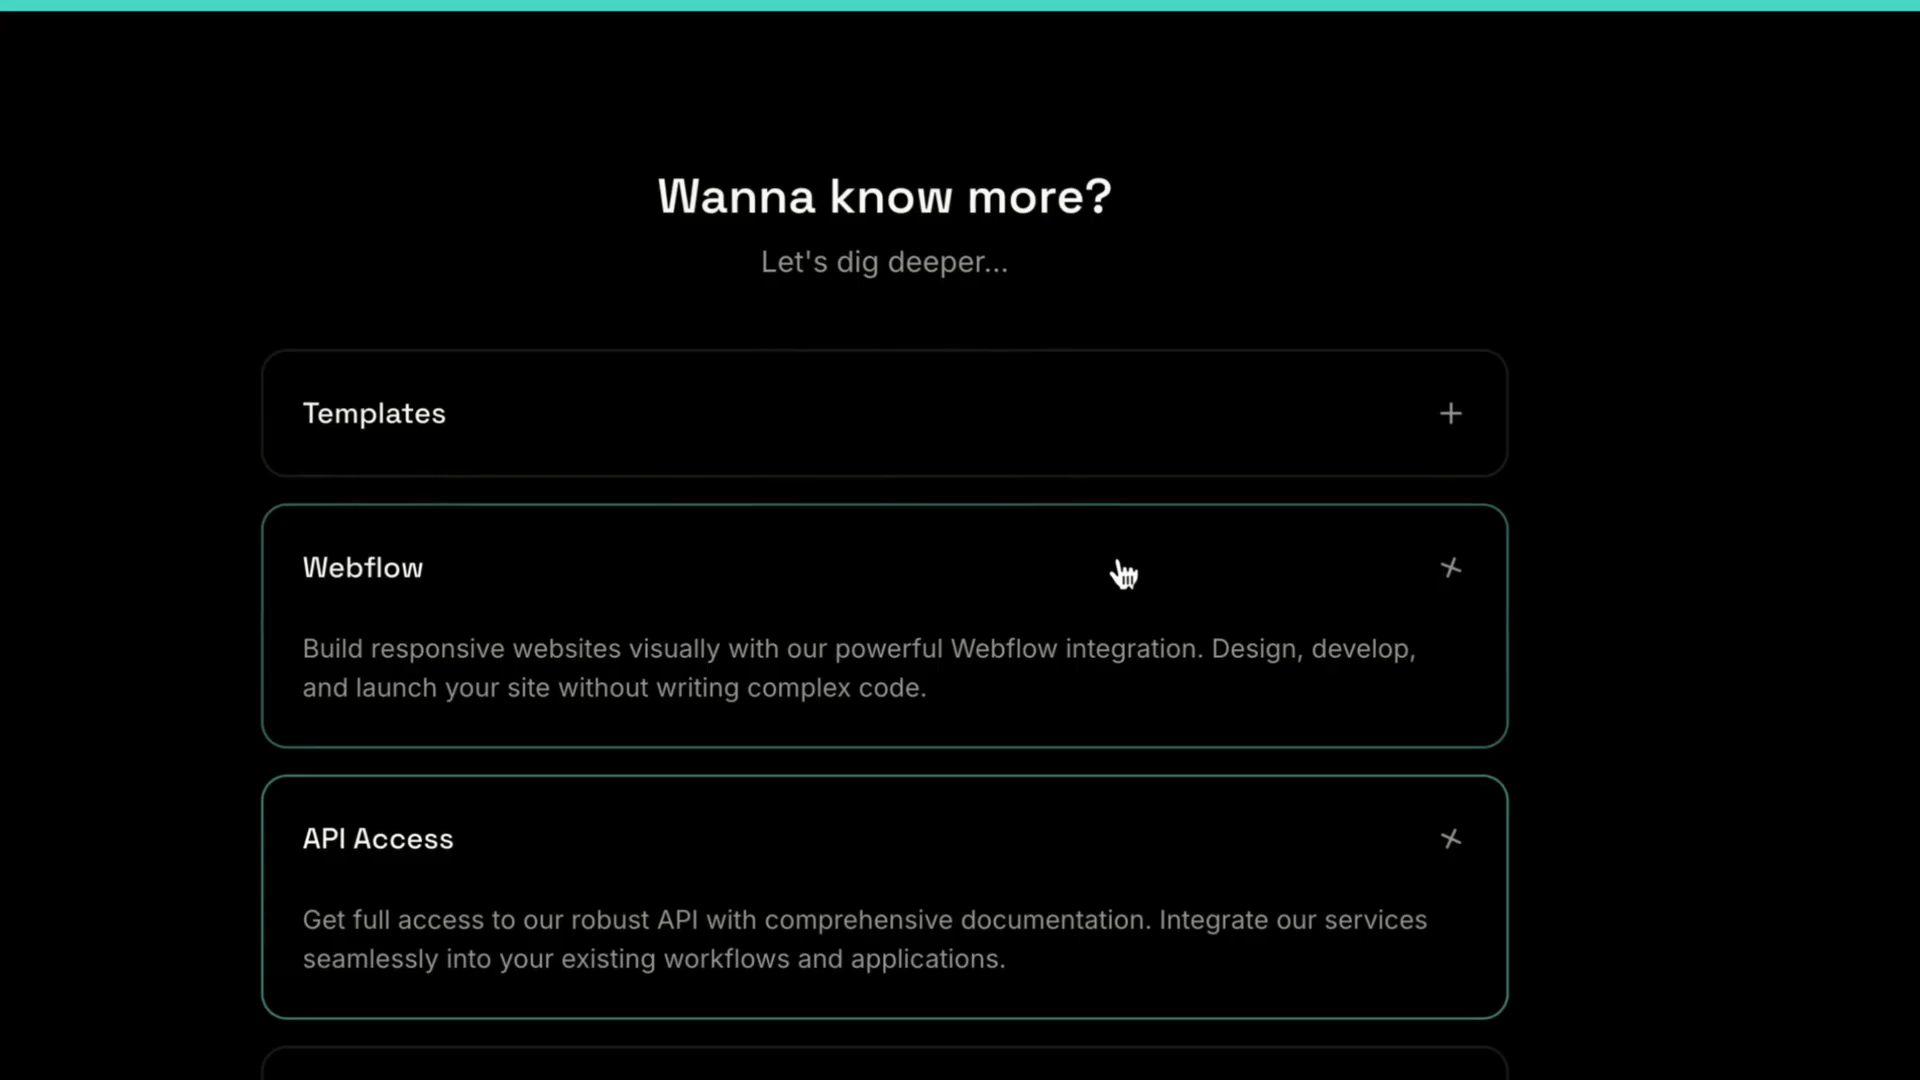 Wanna know more?
Let's dig deeper...
Templates
Webflow
Build responsive websites visually with our powerful Webflow integration. Design, develop,
and launch your site without writing complex code.
API Access
Get full access to our robust API with comprehensive documentation. Integrate our services
seamlessly into your existing workflows and applications.